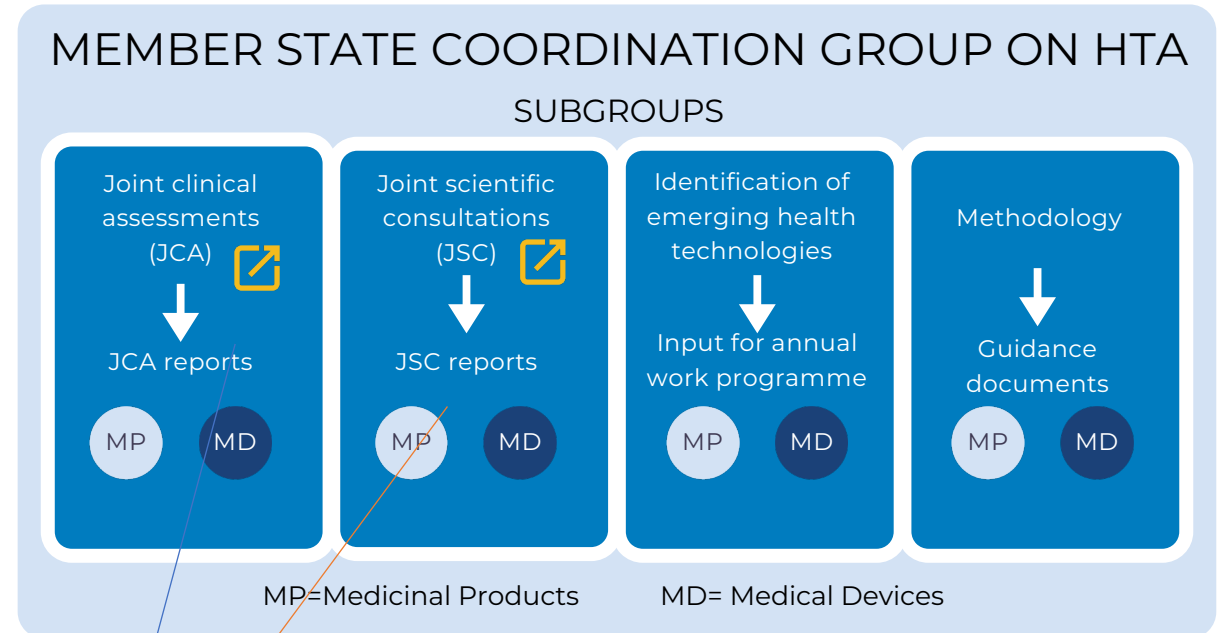 MEMBER STATE COORDINATION GROUP ON HTA
SUBGROUPS
Joint clinical
assessments
(JCA)
JCA reports
MP
MD
Joint scientific
consultations
(JSC)
JSC reports
MP
MD
Identification of
emerging health
technologies
Input for annual
work programme
MP
MD
Methodology
Guidance
documents
MP
MD
MP=Medicinal Products
MD= Medical Devices